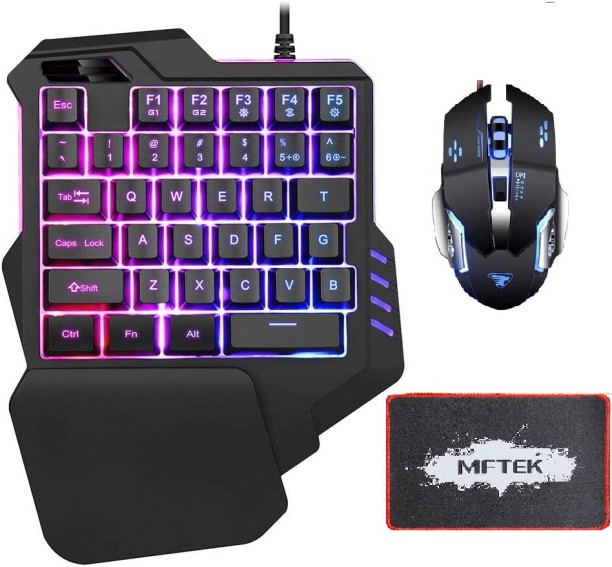 Esc F1 F2 F3 F4 F5
G1 G2
~ ! @ # $ % ^
` 1 2 3 4 5 6
Tab Q W E R T
Caps Lock A S D F G
Shift Z X C V B
Ctrl Fn Alt
MFTEK